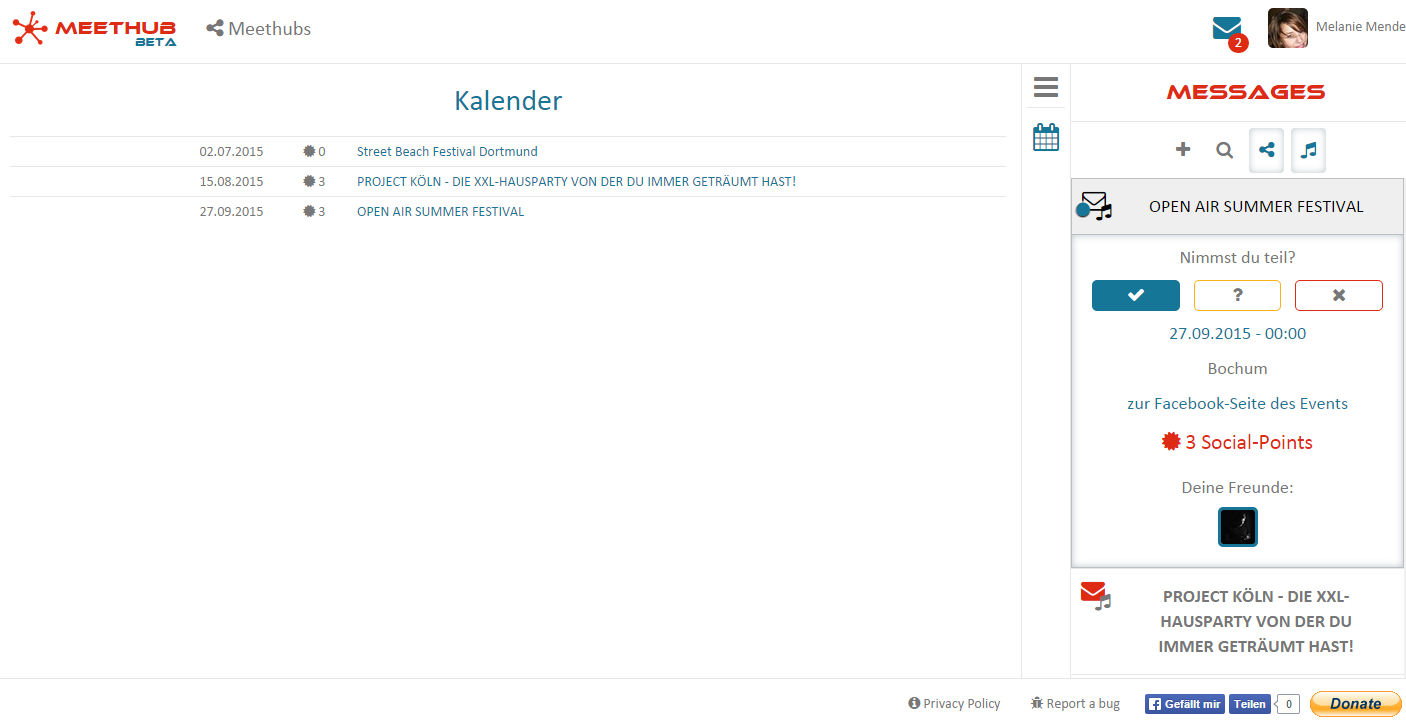 MEETHUB
BETA
Meethubs
2
Melanie Mende
Kalender
02.07.2015 0 Street Beach Festival Dortmund
15.08.2015 3 PROJECT KÖLN - DIE XXL-HAUSPARTY VON DER DU IMMER GETRÄUMT HAST!
27.09.2015 3 OPEN AIR SUMMER FESTIVAL
MESSAGES
OPEN AIR SUMMER FESTIVAL
Nimmst du teil?
?
27.09.2015 - 00:00
Bochum
zur Facebook-Seite des Events
3 Social-Points
Deine Freunde:
PROJECT KÖLN - DIE XXL-
HAUSPARTY VON DER DU
IMMER GETRÄUMT HAST!
Privacy Policy Report a bug Gefällt mir Teilen 0 Donate